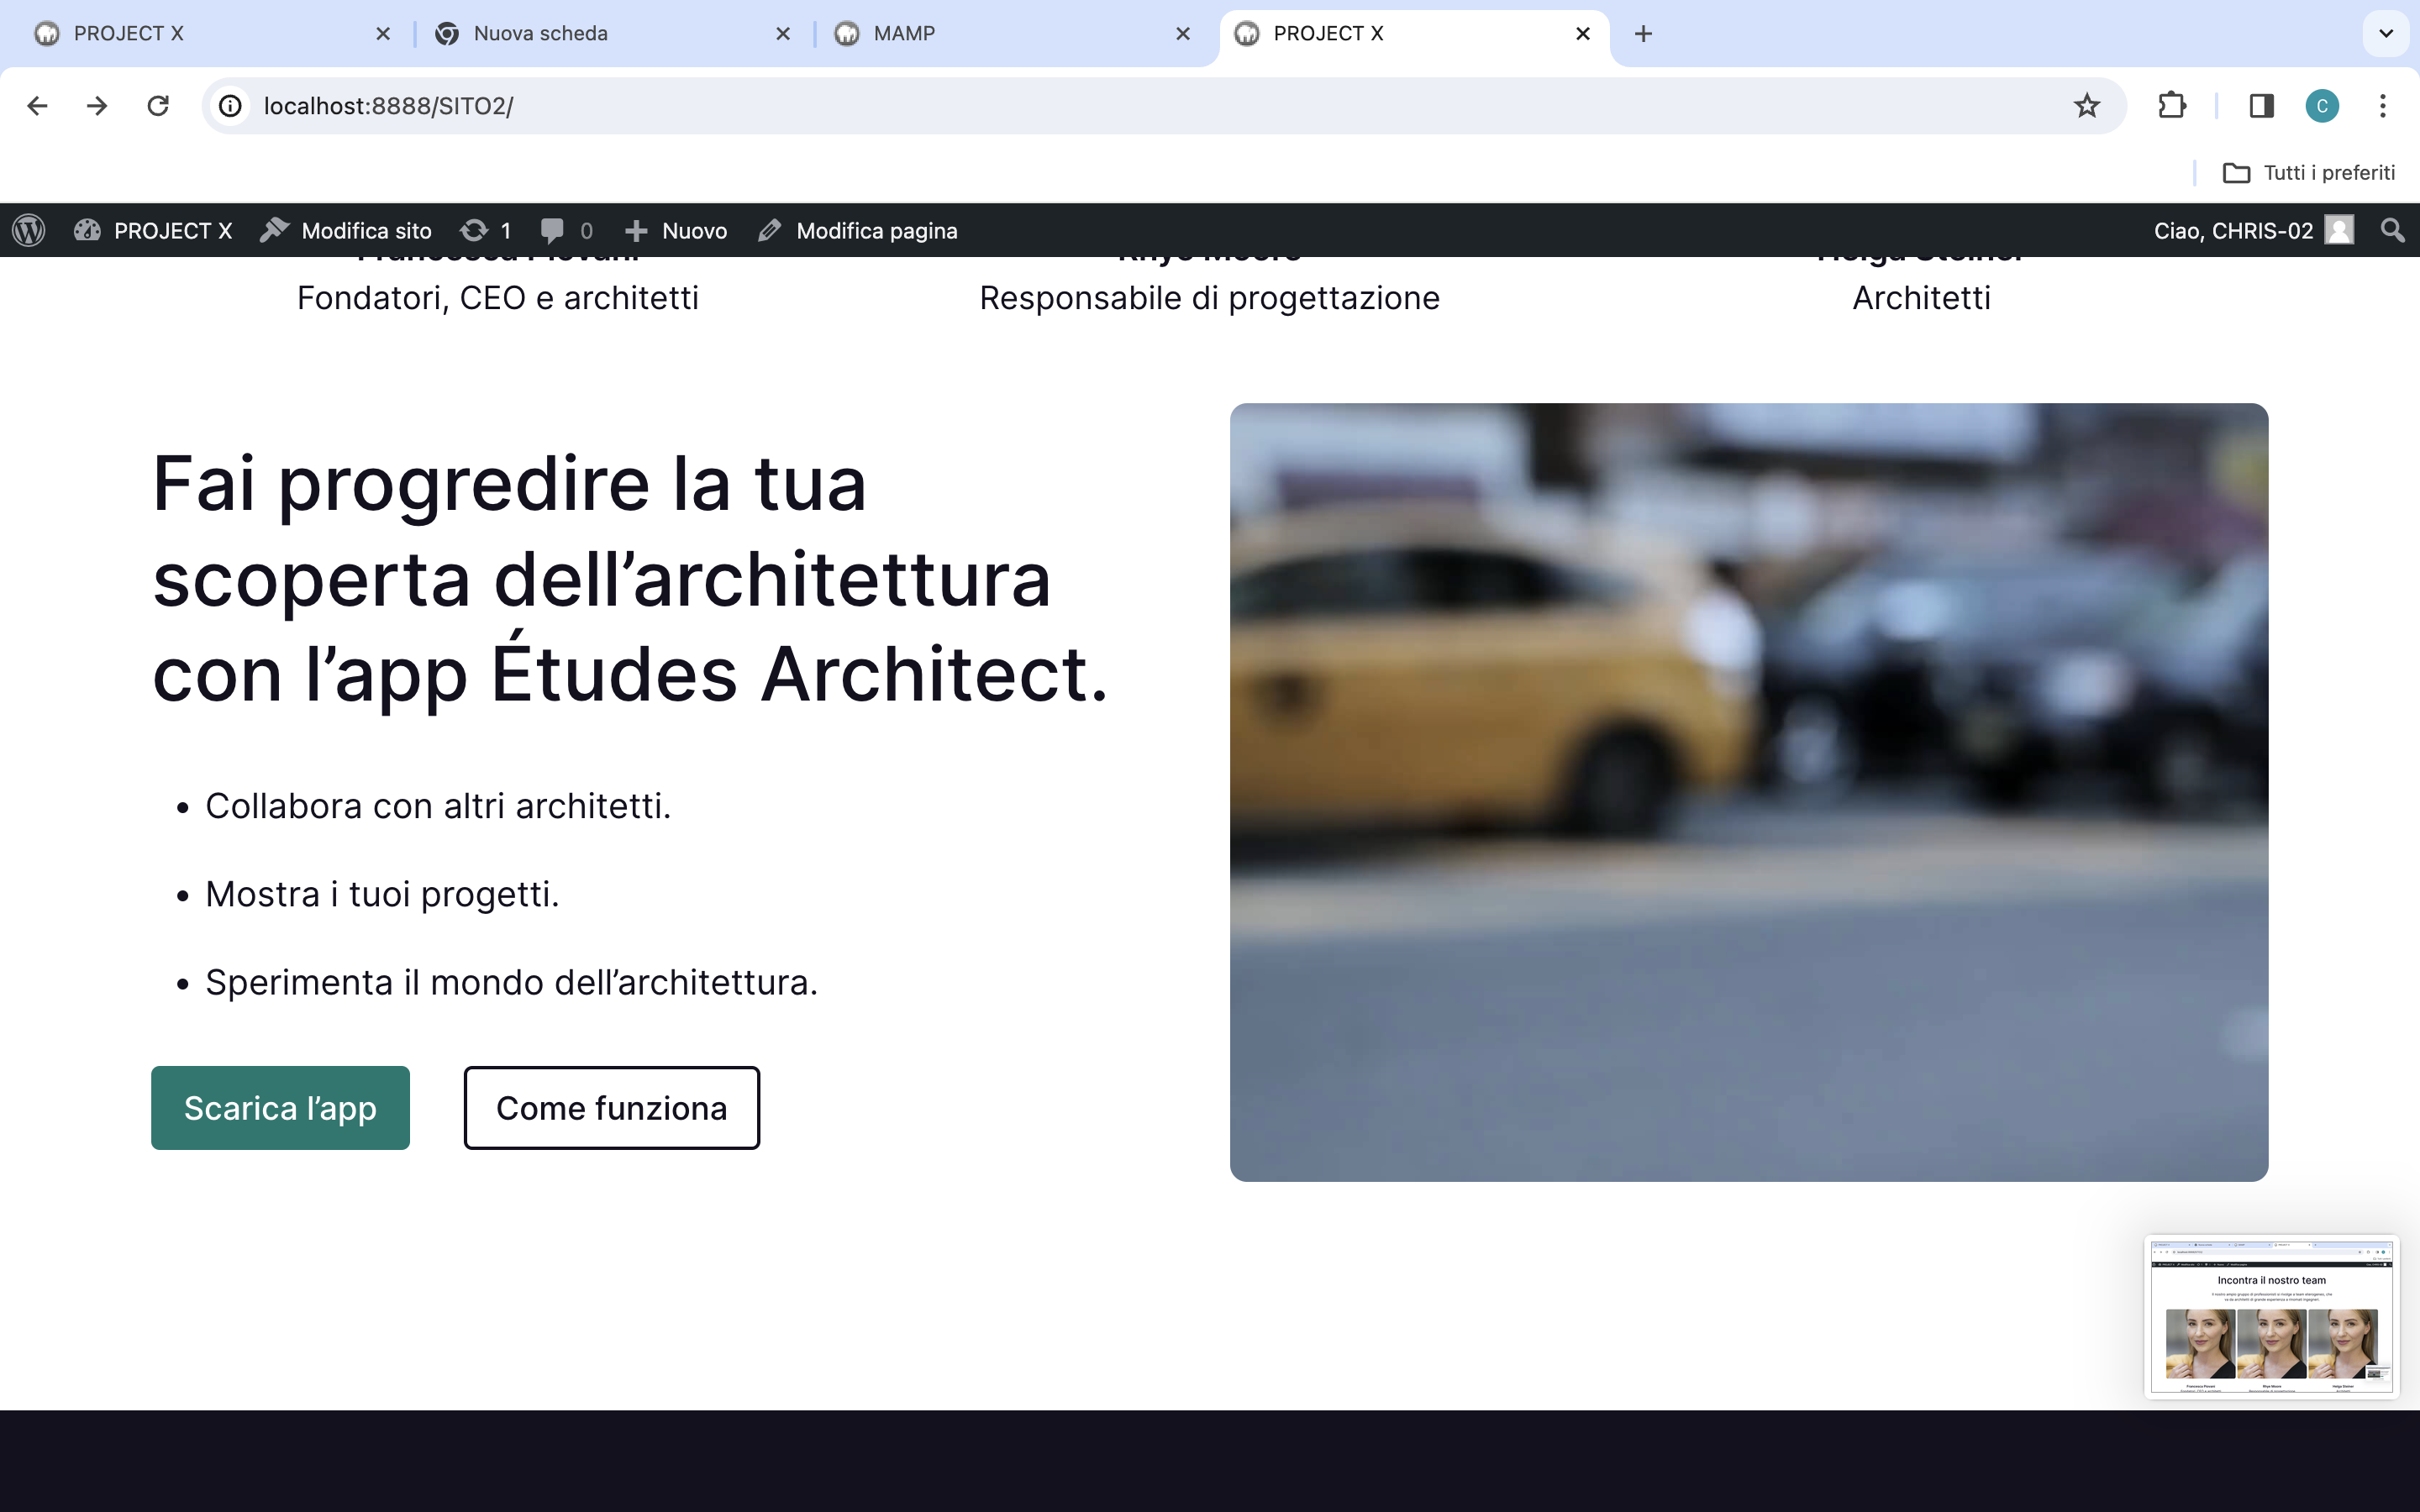 PROJECT X
Nuova scheda
MAMP
PROJECT X
localhost:8888/SITO2/
C
Tutti i preferiti
PROJECT X
Modifica sito
1
0
Nuovo
Modifica pagina
Ciao, CHRIS-02
Fondatori, CEO e architetti
Responsabile di progettazione
Architetti
Fai progredire la tua
scoperta dell’architettura
con l’app Études Architect.
• Collabora con altri architetti.
• Mostra i tuoi progetti.
• Sperimenta il mondo dell’architettura.
Scarica l’app
Come funziona
Incontra il nostro team